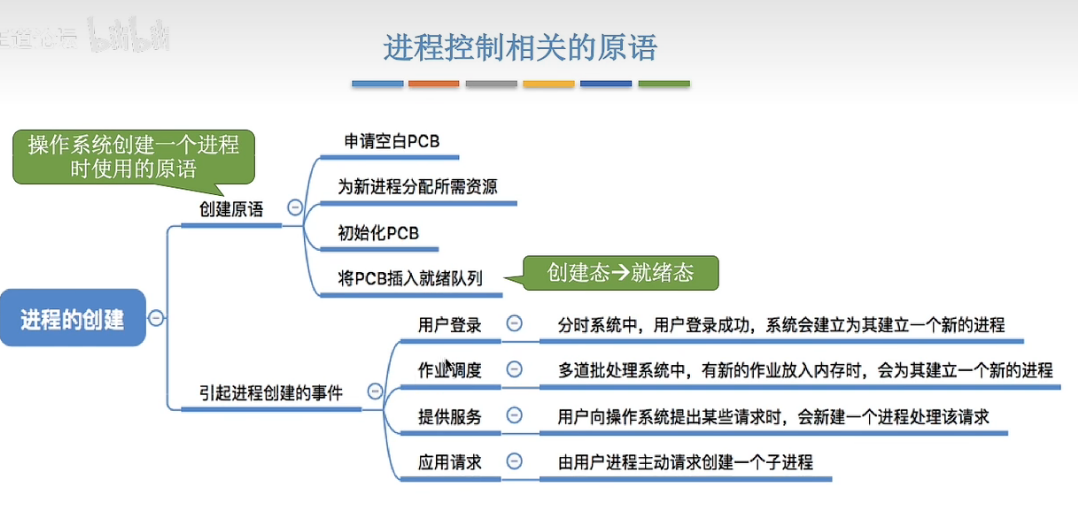 进程控制相关的原语
操作系统创建一个进程
时使用的原语
创建原语
申请空白PCB
为新进程分配所需资源
初始化PCB
将PCB插入就绪队列
创建态→就绪态
进程的创建
引起进程创建的事件
用户登录
分时系统中，用户登录成功，系统会建立为其建立一个新的进程
作业调度
多道批处理系统中，有新的作业放入内存时，会为其建立一个新的进程
提供服务
用户向操作系统提出某些请求时，会新建一个进程处理该请求
应用请求
由用户进程主动请求创建一个子进程